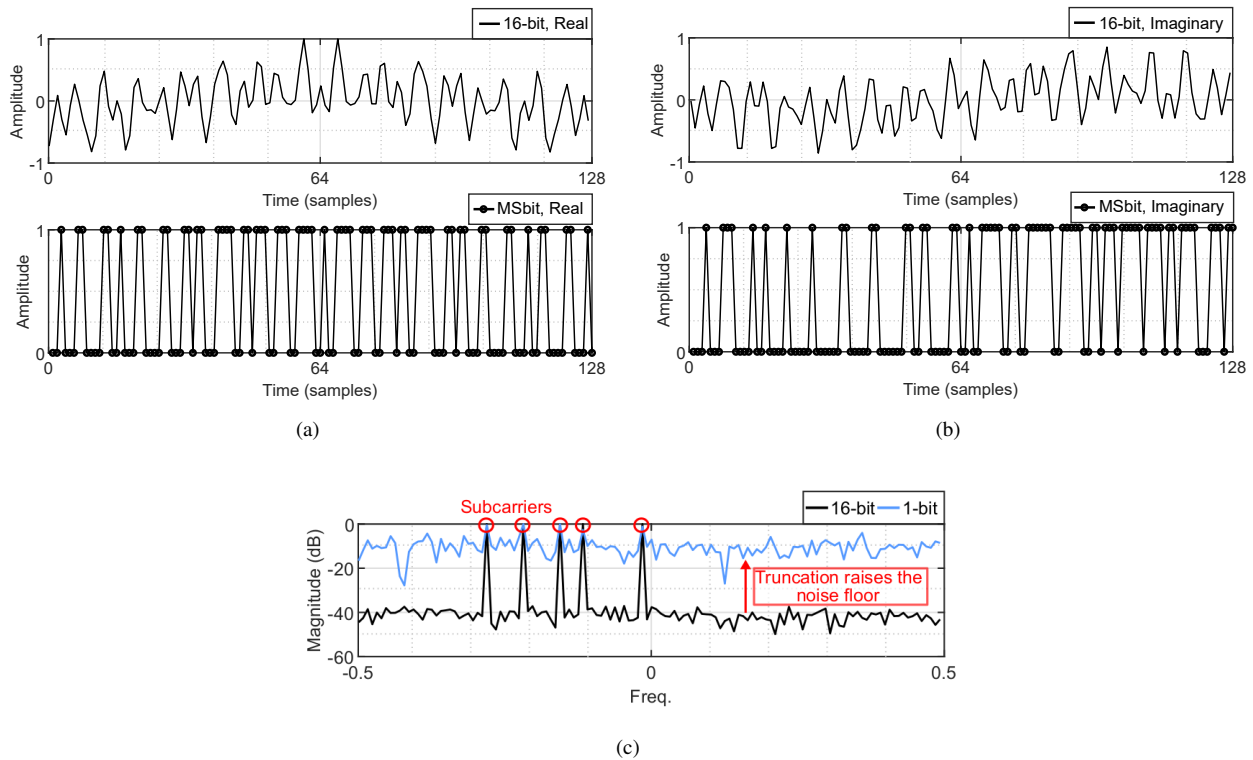 16-bit, Real
1
0
-1
Amplitude
0
64
128
Time (samples)
MSbit, Real
1
0
Amplitude
0
64
128
Time (samples)
(a)
16-bit, Imaginary
1
0
-1
Amplitude
0
64
128
Time (samples)
MSbit, Imaginary
1
0
Amplitude
0
64
128
Time (samples)
(b)
Subcarriers
16-bit
1-bit
0
-20
-40
-60
Magnitude (dB)
Truncation raises the
noise floor
-0.5
0
0.5
Freq.
(c)